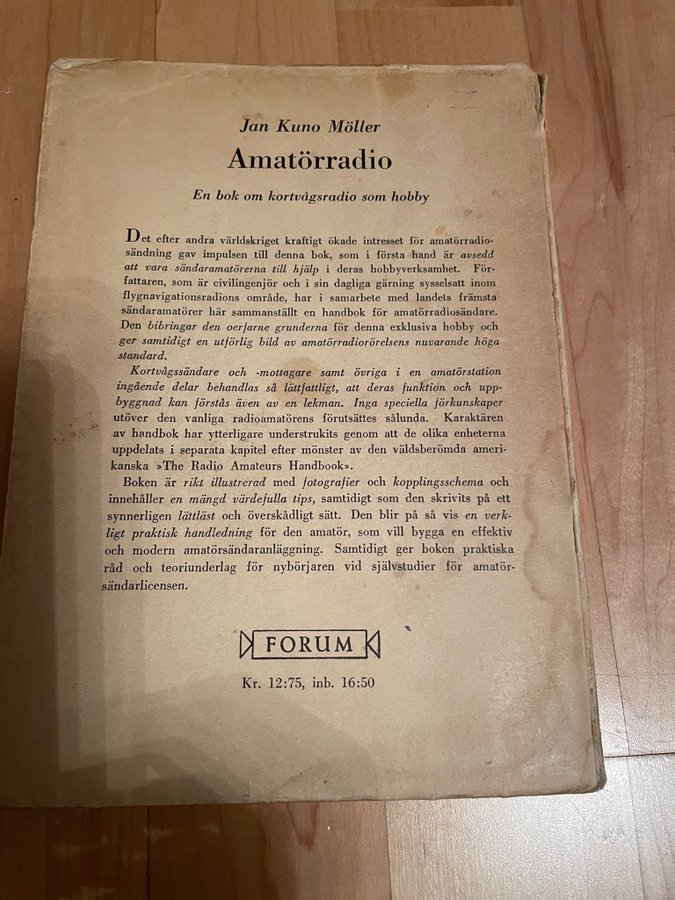 Jan Kuno Möller
Amatörradio
En bok om kortvågsradio som hobby
Det efter andra världskriget kraftigt ökade intresset för amatörradio-
sändning gav impulsen till denna bok, som i första hand är avsedd
att vara sändaramatörerna till hjälp i deras hobbyverksamhet. För-
fattaren, som är civilingenjör och i sin dagliga gärning sysselsatt inom
flygnavigationsradions område, har i samarbete med landets främsta
sändaramatörer här sammanställt en handbok för amatörradiosändare.
Den bibringar den oerfarne grunderna för denna exklusiva hobby och
ger samtidigt en utförlig bild av amatörradiorörelsens nuvarande höga
standard.
Kortvågssändare och -mottagare samt övriga i en amatörstation
ingående delar behandlas så lättfattligt, att deras funktion och upp-
byggnad kan förstås även av en lekman. Inga speciella förkunskaper
utöver den vanliga radioamatörens förutsättes sålunda. Karaktären
av handbok har ytterligare understrukits genom att de olika enheterna
uppdelats i separata kapitel efter mönster av den väldsberömda ameri-
kanska »The Radio Amateurs Handbook».
Boken är rikt illustrerad med fotografier och kopplingsschema och
innehåller en mängd värdefulla tips, samtidigt som den skrivits på ett
synnerligen lättläst och överskådligt sätt. Den blir på så vis en verk-
ligt praktisk handledning för den amatör, som vill bygga en effektiv
och modern amatörsändaranläggning. Samtidigt ger boken praktiska
råd och teoriunderlag för nybörjaren vid självstudier för amatör-
sändarlicensen.
FORUM
Kr. 12:75, inb. 16:50